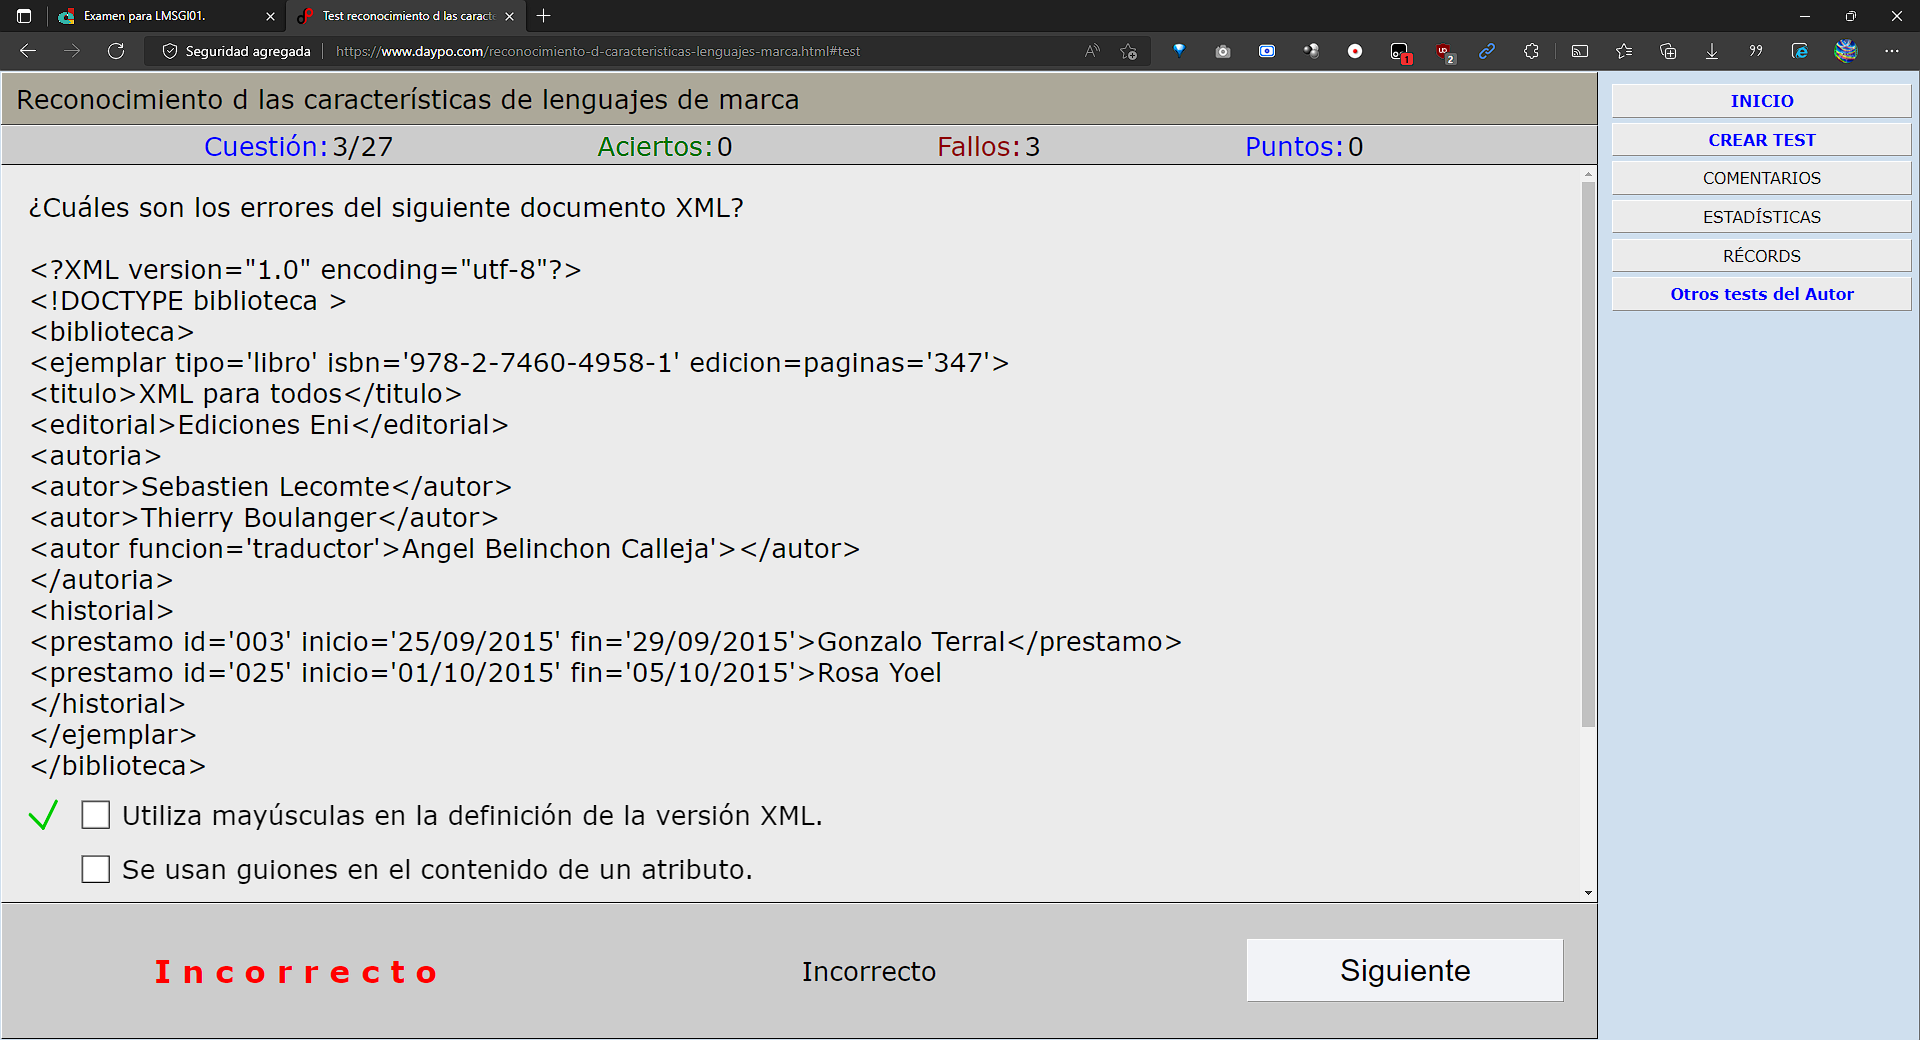 Examen para LMSGI01.
Test reconocimiento d las caracte
Seguridad agregada
https://www.daypo.com/reconocimiento-d-caracteristicas-lenguajes-marca.html#test
1
2
Reconocimiento d las características de lenguajes de marca
Cuestión: 3/27 Aciertos: 0 Fallos: 3 Puntos: 0
¿Cuáles son los errores del siguiente documento XML?
<?XML version="1.0" encoding="utf-8"?>
<!DOCTYPE biblioteca >
<biblioteca>
<ejemplar tipo='libro' isbn='978-2-7460-4958-1' edicion=paginas='347'>
<titulo>XML para todos</titulo>
<editorial>Ediciones Eni</editorial>
<autoria>
<autor>Sebastien Lecomte</autor>
<autor>Thierry Boulanger</autor>
<autor funcion='traductor'>Angel Belinchon Calleja'></autor>
</autoria>
<historial>
<prestamo id='003' inicio='25/09/2015' fin='29/09/2015'>Gonzalo Terral</prestamo>
<prestamo id='025' inicio='01/10/2015' fin='05/10/2015'>Rosa Yoel
</historial>
</ejemplar>
</biblioteca>
Utiliza mayúsculas en la definición de la versión XML.
Se usan guiones en el contenido de un atributo.
Incorrecto
Incorrecto
Siguiente
INICIO
CREAR TEST
COMENTARIOS
ESTADÍSTICAS
RÉCORDS
Otros tests del Autor